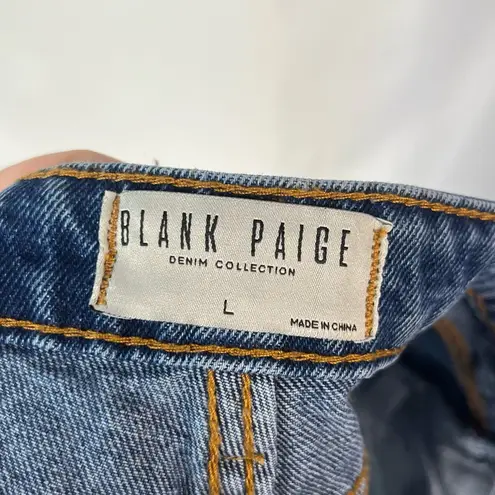 BLANK PAIGE
DENIM COLLECTION
L
MADE IN CHINA